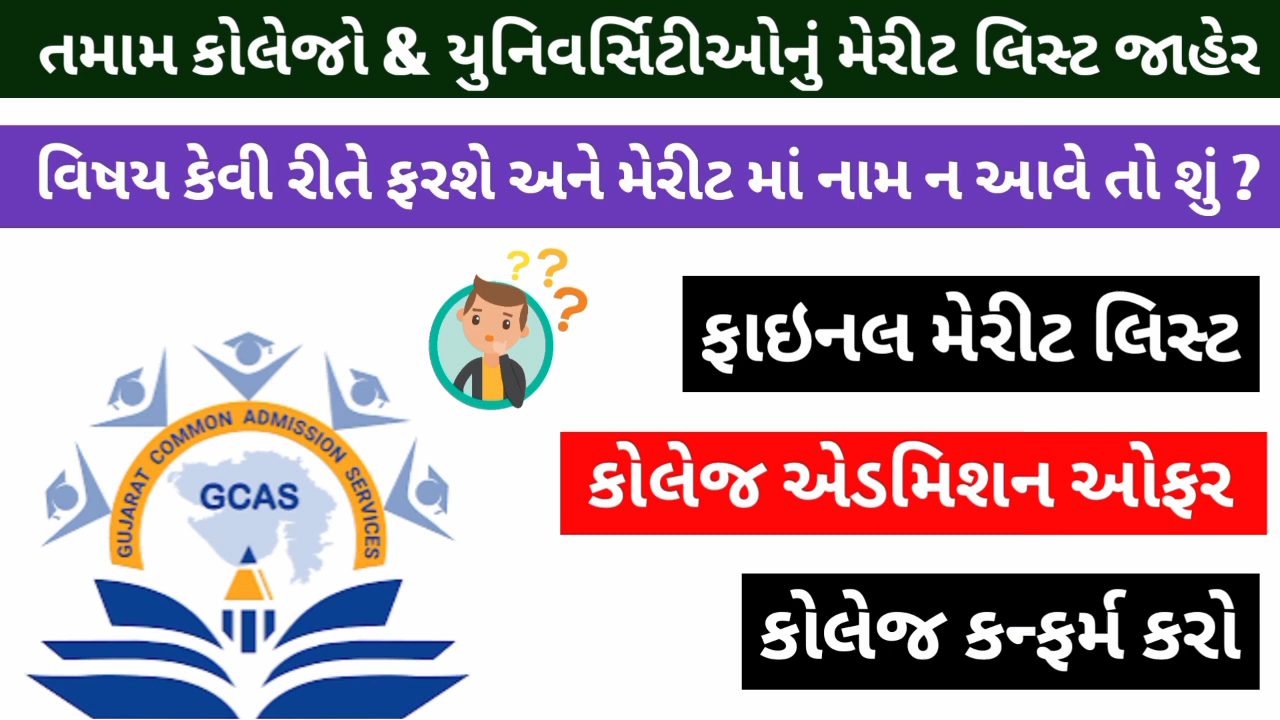 તમામ કોલેજો & યુનિવર્સિટીઓનું મેરીટ લિસ્ટ જાહેર
વિષય કેવી રીતે ફરશે અને મેરીટ માં નામ ન આવે તો શું ?
? ? ?
ફાઇનલ મેરીટ લિસ્ટ
GUJARAT COMMON ADMISSION SERVICES
GCAS
કોલેજ એડમિશન ઓફર
કોલેજ કન્ફર્મ કરો